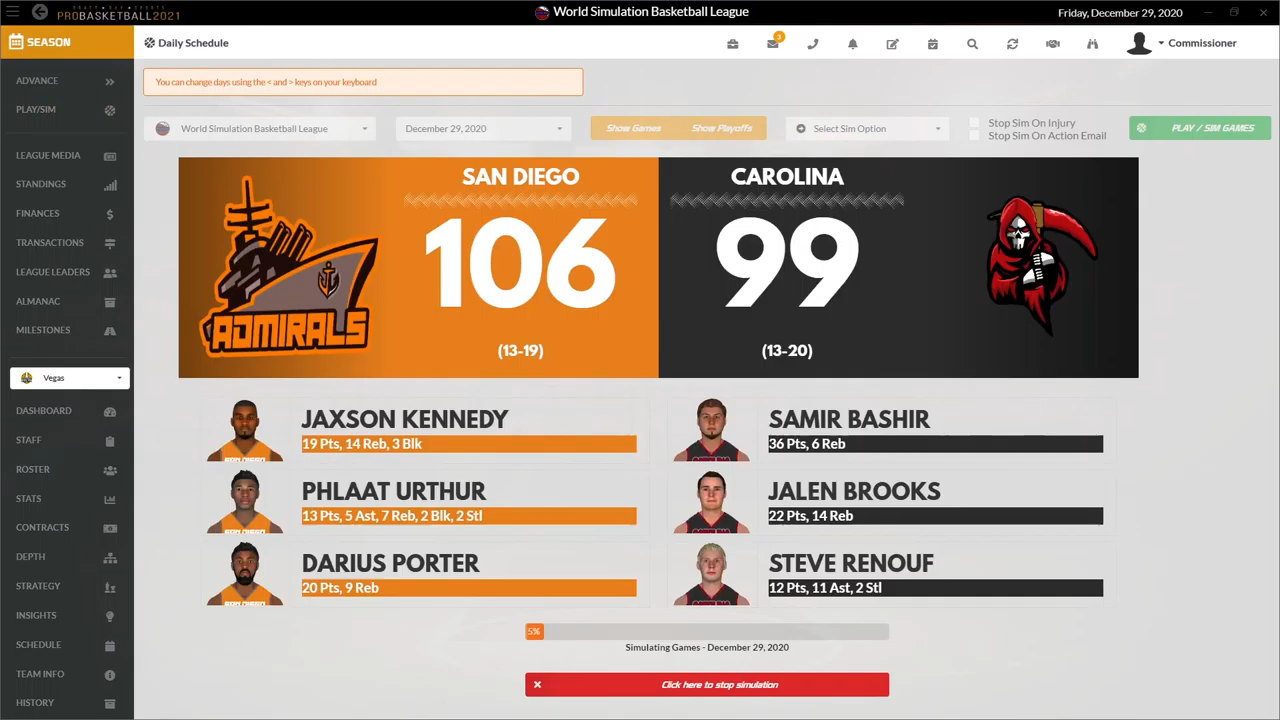 DRAFT • DAY • SPORTS
PROBASKETBALL2021
World Simulation Basketball League
Friday, December 29, 2020
SEASON
Daily Schedule
3
Commissioner
You can change days using the < and > keys on your keyboard
ADVANCE
PLAY/SIM
World Simulation Basketball League
December 29, 2020
Show Games
Show Playoffs
Select Sim Option
Stop Sim On Injury
Stop Sim On Action Email
PLAY / SIM GAMES
LEAGUE MEDIA
STANDINGS
FINANCES
TRANSACTIONS
LEAGUE LEADERS
ALMANAC
MILESTONES
Vegas
DASHBOARD
STAFF
ROSTER
STATS
CONTRACTS
DEPTH
STRATEGY
INSIGHTS
SCHEDULE
TEAM INFO
HISTORY
ADMIRALS
SAN DIEGO
106
(13-19)
CAROLINA
99
(13-20)
JAXSON KENNEDY
19 Pts, 14 Reb, 3 Blk
PHLAAT URTHUR
13 Pts, 5 Ast, 7 Reb, 2 Blk, 2 Stl
DARIUS PORTER
20 Pts, 9 Reb
SAMIR BASHIR
36 Pts, 6 Reb
JALEN BROOKS
22 Pts, 14 Reb
STEVE RENOUF
12 Pts, 11 Ast, 2 Stl
5%
Simulating Games - December 29, 2020
Click here to stop simulation